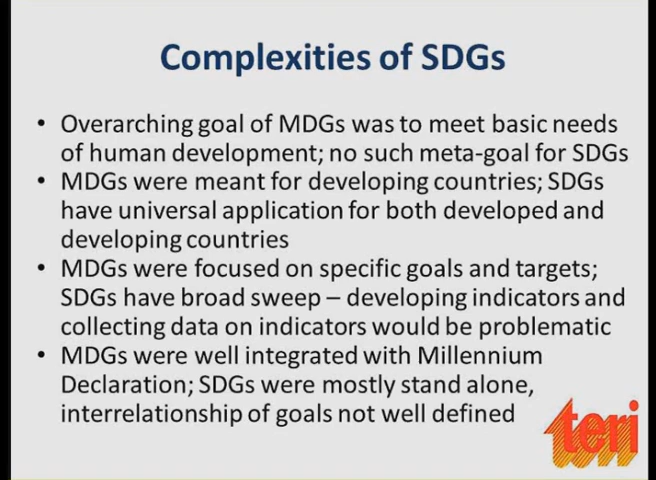 Complexities of SDGs
• Overarching goal of MDGs was to meet basic needs
of human development; no such meta-goal for SDGs
• MDGs were meant for developing countries; SDGs
have universal application for both developed and
developing countries
• MDGs were focused on specific goals and targets;
SDGs have broad sweep – developing indicators and
collecting data on indicators would be problematic
• MDGs were well integrated with Millennium
Declaration; SDGs were mostly stand alone,
interrelationship of goals not well defined
teri